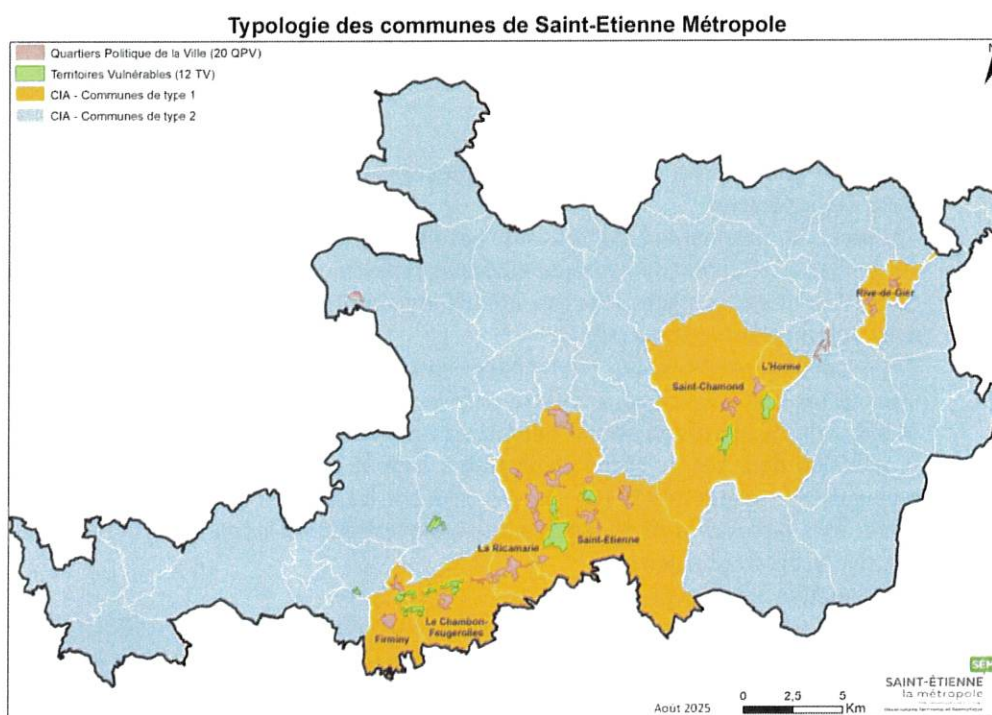 Typologie des communes de Saint-Etienne Métropole
Quartiers Politique de la Ville (20 QPV)
Territoires Vulnérables (12 TV)
CIA - Communes de type 1
CIA - Communes de type 2
N
Rive-de-Gier
L'Horme
Saint-Chamond
Saint-Etienne
La Ricamarie
Le Chambon-
Feugerolles
Firminy
SÉM
SAINT-ÉTIENNE
la métropole
Août 2025
0 2,5 5
Km